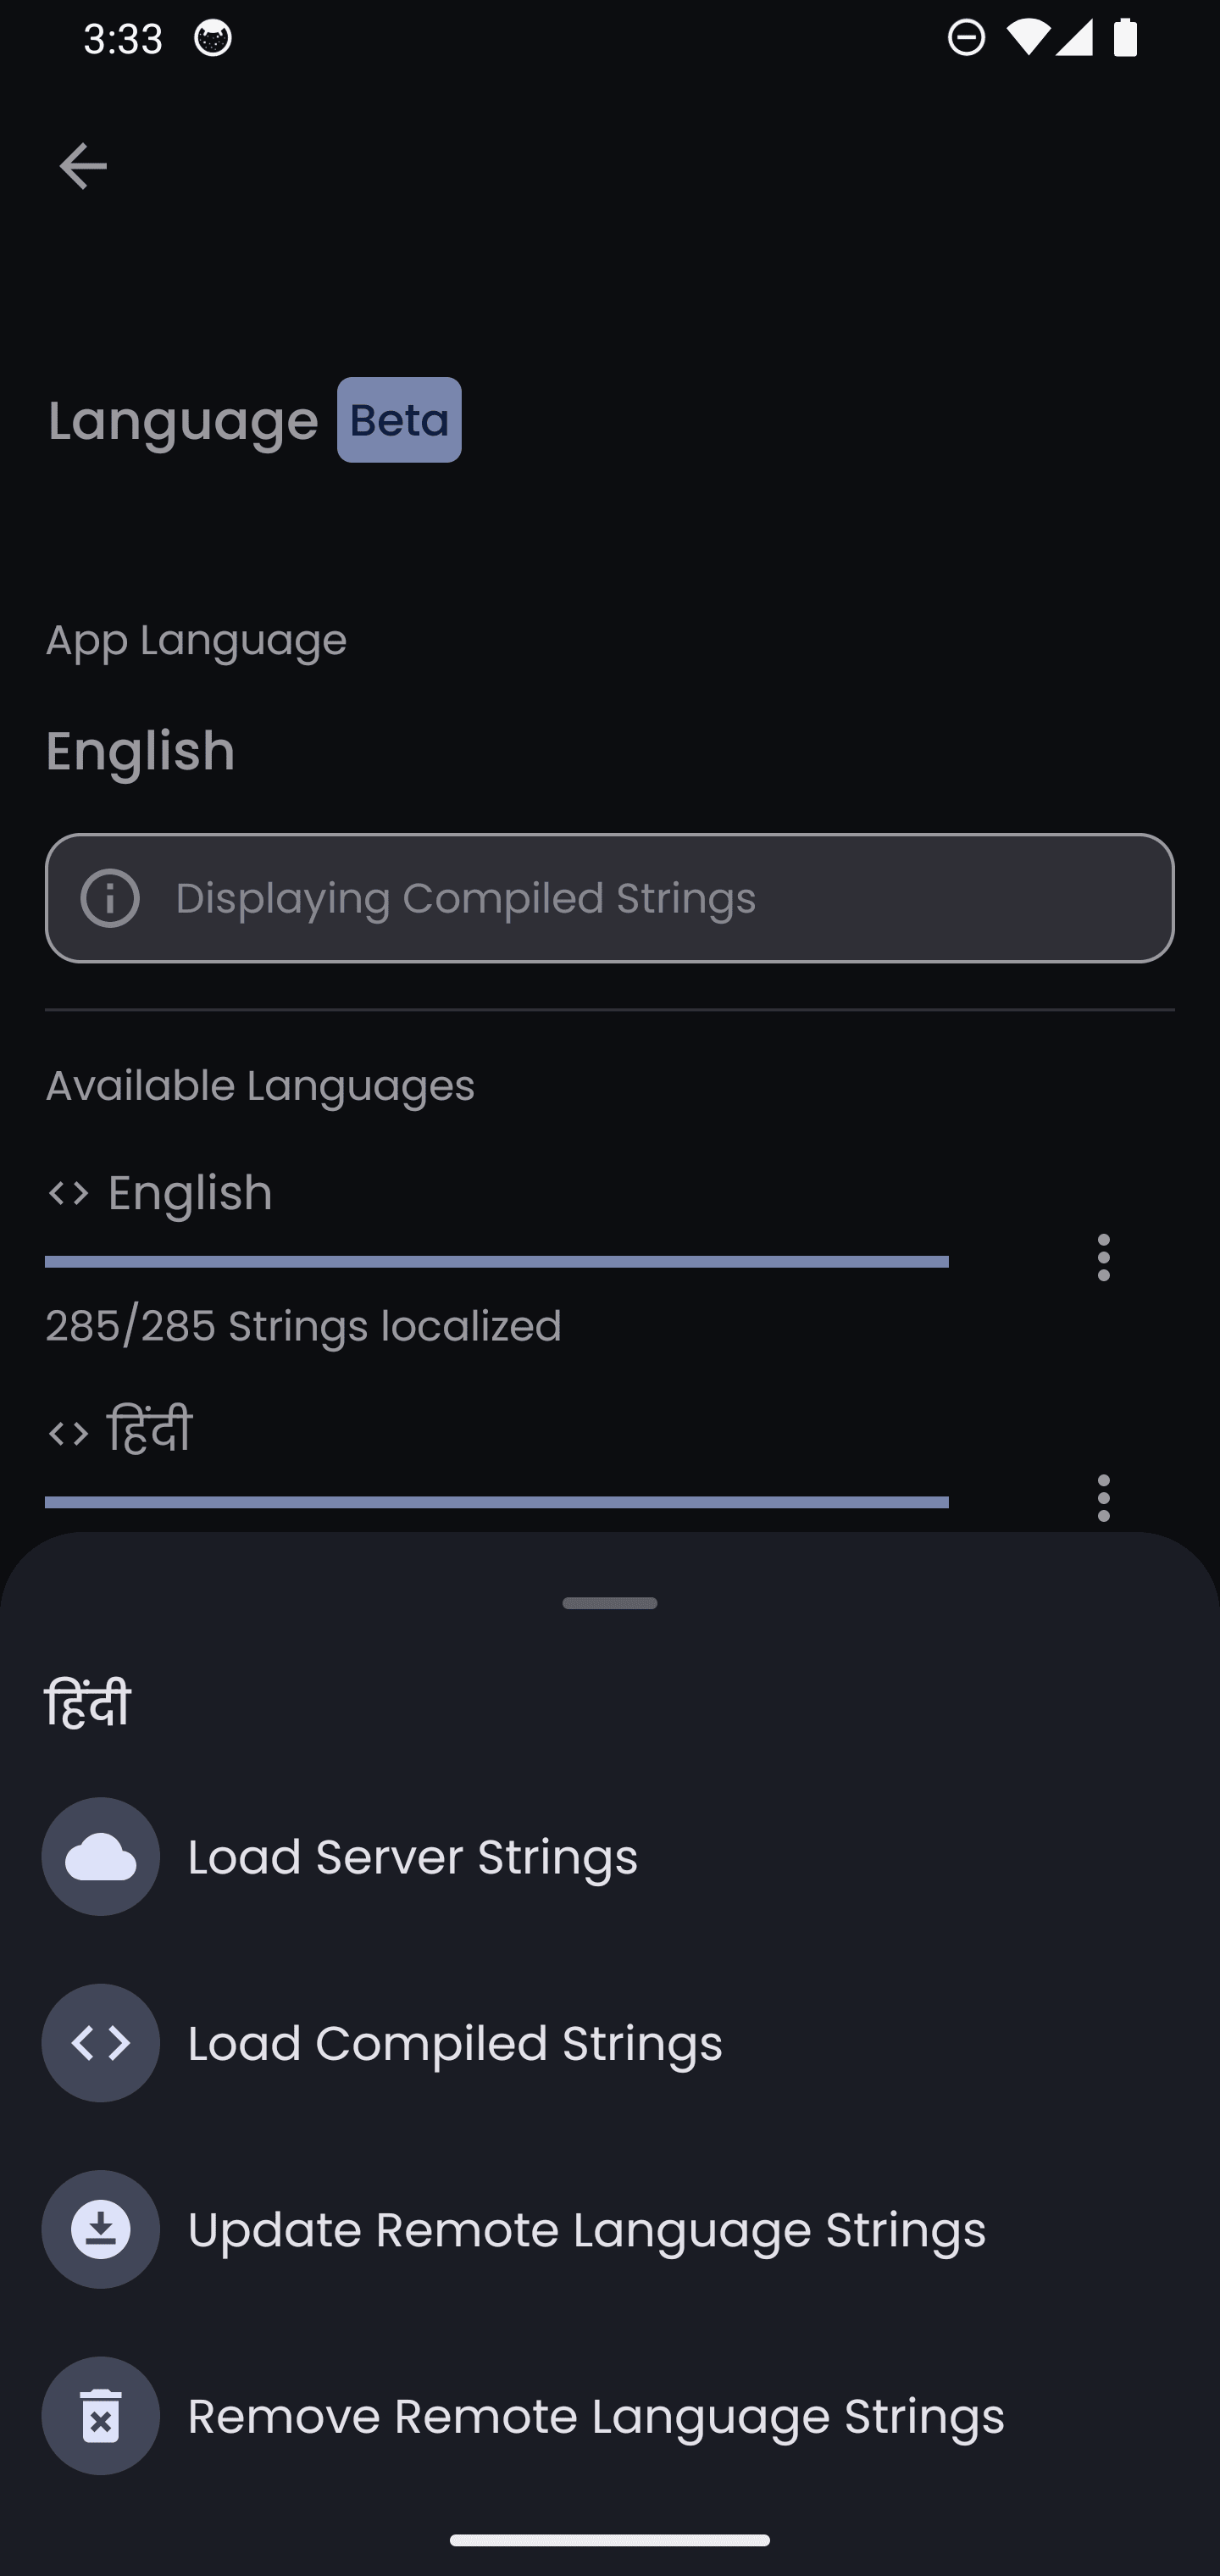 3:33
Language Beta
App Language
English
Displaying Compiled Strings
Available Languages
English
285/285 Strings localized
हिंदी
हिंदी
Load Server Strings
Load Compiled Strings
Update Remote Language Strings
Remove Remote Language Strings